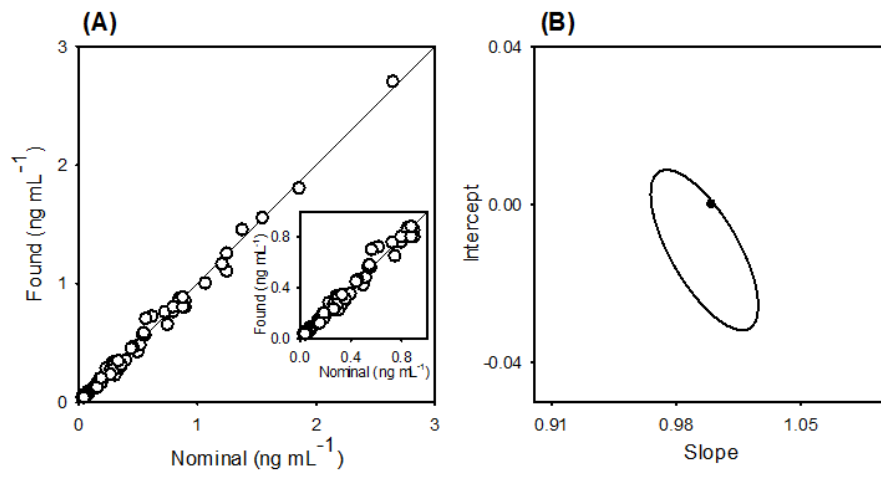 (A)
3
2
1
0
Found (ng mL⁻¹)
0 1 2 3
Nominal (ng mL⁻¹)
0.8
0.4
0.0
Found (ng mL⁻¹)
0.0 0.4 0.8
Nominal (ng mL⁻¹)
(B)
0.04
0.00
-0.04
Intercept
0.91 0.98 1.05
Slope